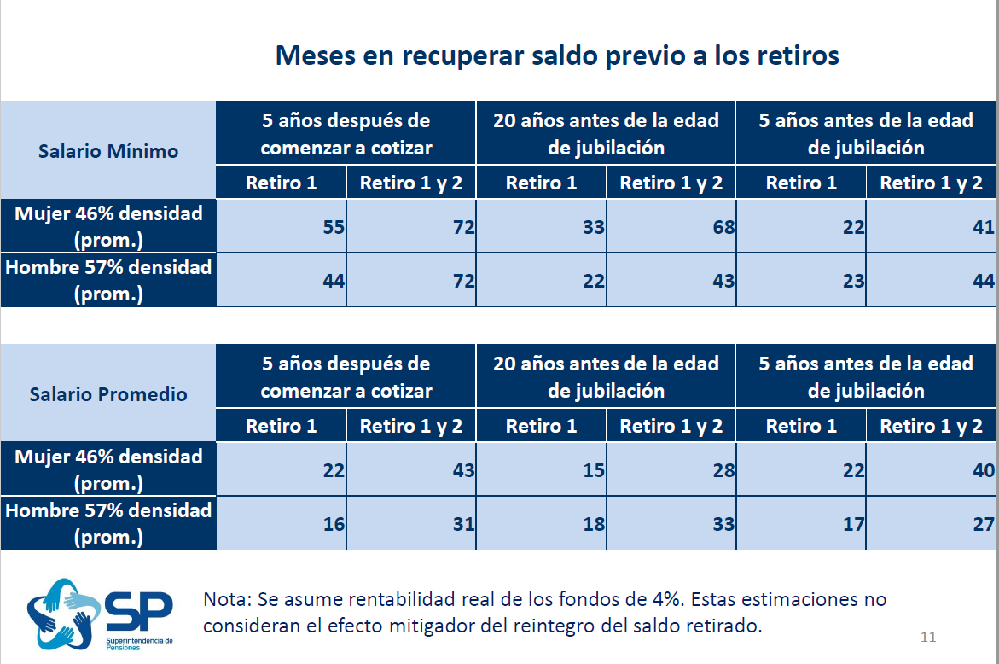 Meses en recuperar saldo previo a los retiros
Salario Mínimo
5 años después de
comenzar a cotizar
20 años antes de la edad
de jubilación
5 años antes de la edad
de jubilación
Retiro 1 Retiro 1 y 2 Retiro 1 Retiro 1 y 2 Retiro 1 Retiro 1 y 2
Mujer 46% densidad
(prom.)
55 72 33 68 22 41
Hombre 57% densidad
(prom.)
44 72 22 43 23 44
Salario Promedio
5 años después de
comenzar a cotizar
20 años antes de la edad
de jubilación
5 años antes de la edad
de jubilación
Retiro 1 Retiro 1 y 2 Retiro 1 Retiro 1 y 2 Retiro 1 Retiro 1 y 2
Mujer 46% densidad
(prom.)
22 43 15 28 22 40
Hombre 57% densidad
(prom.)
16 31 18 33 17 27
SP
Superintendencia de
Pensiones
Nota: Se asume rentabilidad real de los fondos de 4%. Estas estimaciones no
consideran el efecto mitigador del reintegro del saldo retirado.
11